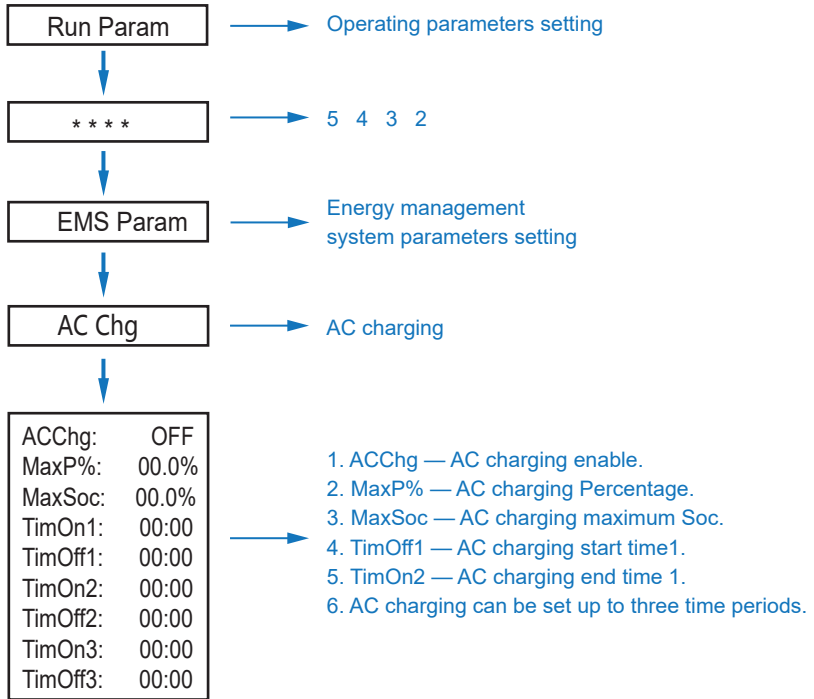 Run Param
Operating parameters setting
* * * *
5 4 3 2
EMS Param
Energy management
system parameters setting
AC Chg
AC charging
ACChg: OFF
MaxP%: 00.0%
MaxSoc: 00.0%
TimOn1: 00:00
TimOff1: 00:00
TimOn2: 00:00
TimOff2: 00:00
TimOn3: 00:00
TimOff3: 00:00
1. ACChg — AC charging enable.
2. MaxP% — AC charging Percentage.
3. MaxSoc — AC charging maximum Soc.
4. TimOff1 — AC charging start time1.
5. TimOn2 — AC charging end time 1.
6. AC charging can be set up to three time periods.